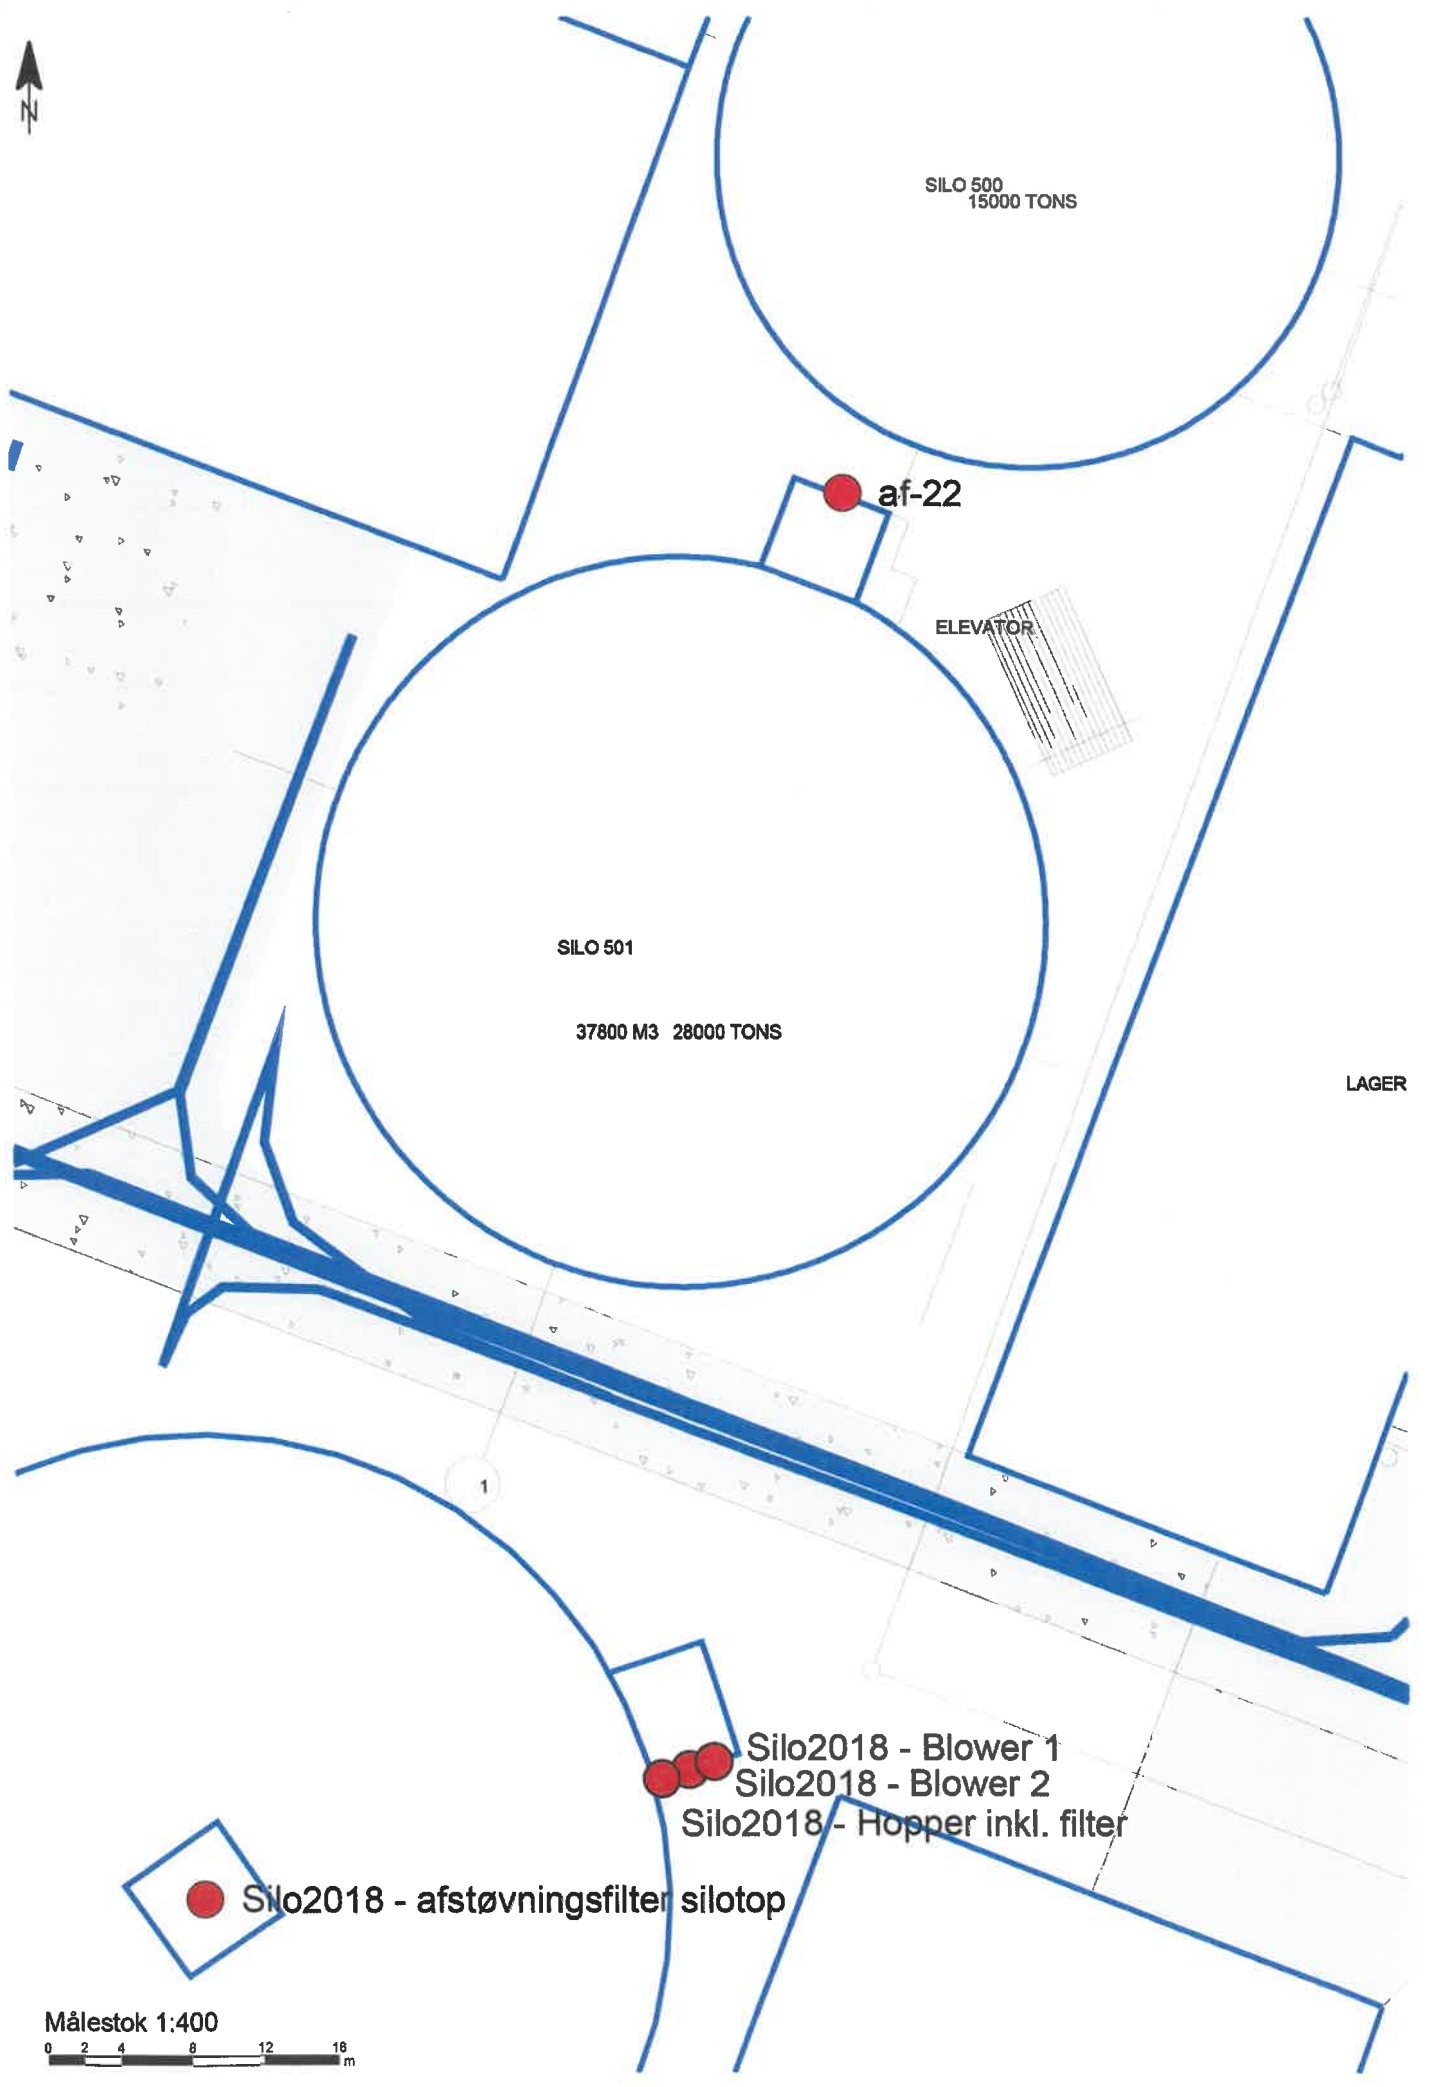 N
SILO 500
15000 TONS
af-22
ELEVATOR
SILO 501
37800 M3 28000 TONS
LAGER
1
Silo2018 - Blower 1
Silo2018 - Blower 2
Silo2018 - Hopper inkl. filter
Silo2018 - afstøvningsfilter silotop
Målestok 1:400
0 2 4 8 12 16
m